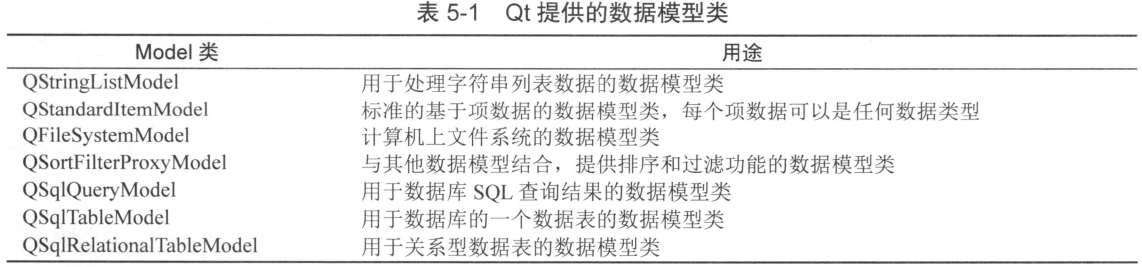 表 5-1 Qt 提供的数据模型类
Model 类 用途
QStringListModel 用于处理字符串列表数据的数据模型类
QStandardItemModel 标准的基于项数据的数据模型类，每个项数据可以是任何数据类型
QFileSystemModel 计算机上文件系统的数据模型类
QSortFilterProxyModel 与其他数据模型结合，提供排序和过滤功能的数据模型类
QSqlQueryModel 用于数据库 SQL 查询结果的数据模型类
QSqlTableModel 用于数据库的一个数据表的数据模型类
QSqlRelationalTableModel 用于关系型数据表的数据模型类